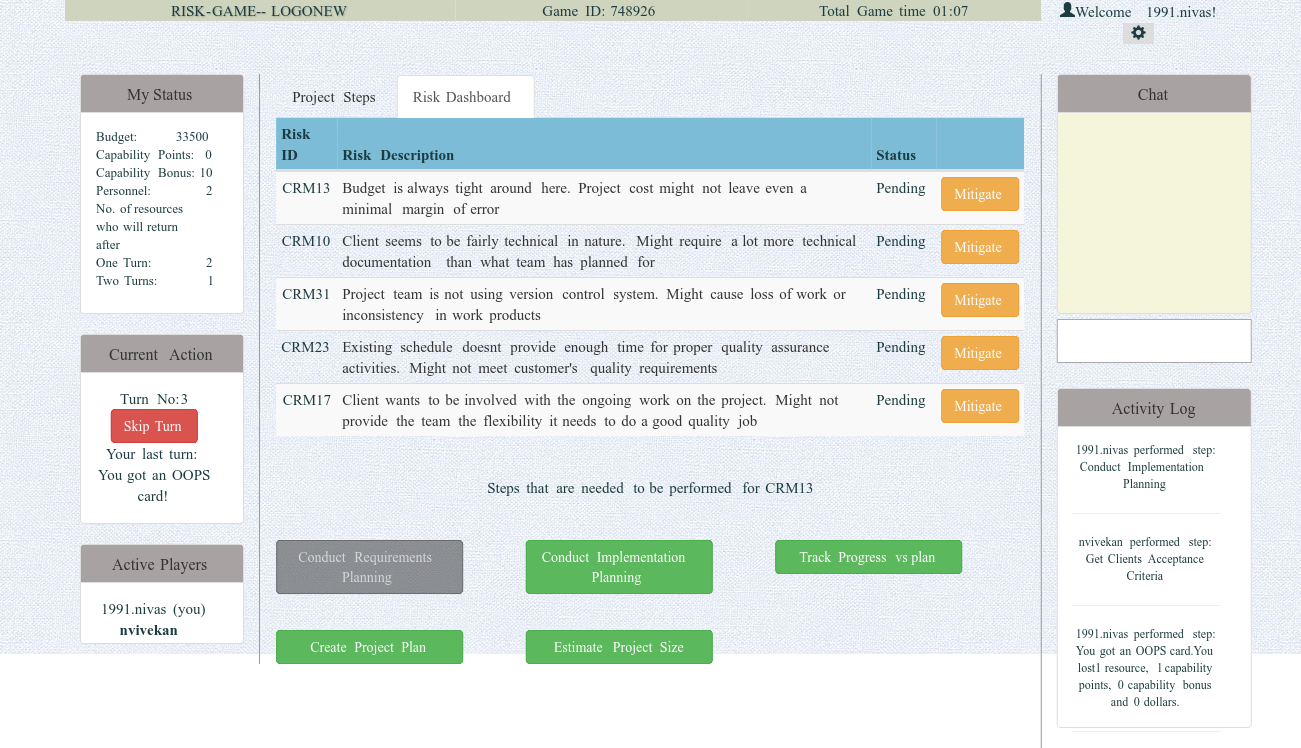 RISK-GAME-- LOGONEW Game ID: 748926 Total Game time 01:07 Welcome 1991.nivas!
My Status
Budget: 33500
Capability Points: 0
Capability Bonus: 10
Personnel: 2
No. of resources
who will return
after
One Turn: 2
Two Turns: 1
Current Action
Turn No:3
Skip Turn
Your last turn:
You got an OOPS
card!
Active Players
1991.nivas (you)
nvivekan
Project Steps Risk Dashboard
Risk
ID Risk Description Status
CRM13 Budget is always tight around here. Project cost might not leave even a Pending Mitigate
minimal margin of error
CRM10 Client seems to be fairly technical in nature. Might require a lot more technical Pending Mitigate
documentation than what team has planned for
CRM31 Project team is not using version control system. Might cause loss of work or Pending Mitigate
inconsistency in work products
CRM23 Existing schedule doesnt provide enough time for proper quality assurance Pending Mitigate
activities. Might not meet customer's quality requirements
CRM17 Client wants to be involved with the ongoing work on the project. Might not Pending Mitigate
provide the team the flexibility it needs to do a good quality job
Steps that are needed to be performed for CRM13
Conduct Requirements
Planning
Conduct Implementation
Planning
Track Progress vs plan
Create Project Plan
Estimate Project Size
Chat
Activity Log
1991.nivas performed step:
Conduct Implementation
Planning
nvivekan performed step:
Get Clients Acceptance
Criteria
1991.nivas performed step:
You got an OOPS card.You
lost1 resource, 1 capability
points, 0 capability bonus
and 0 dollars.